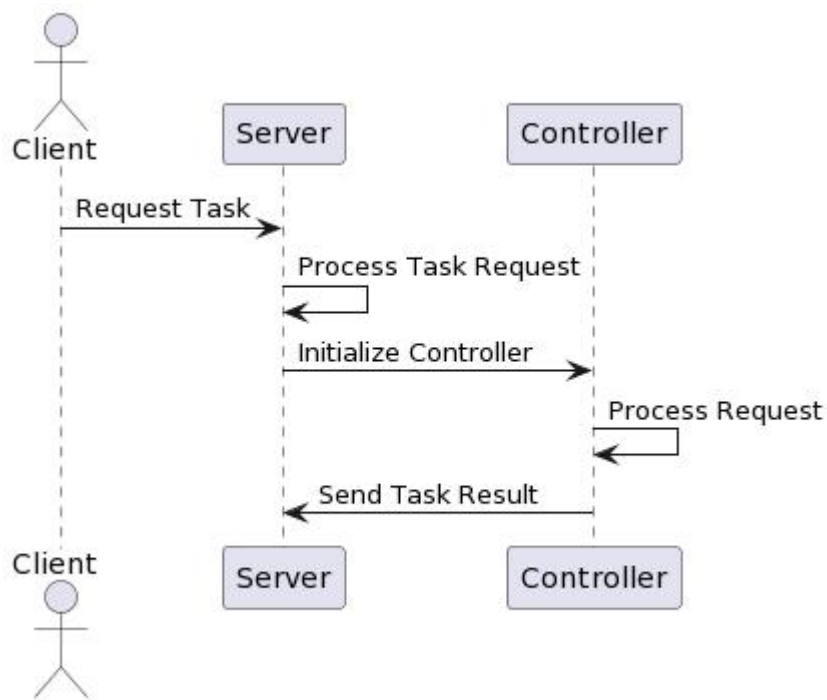 Client
Server
Controller
Request Task
Process Task Request
Initialize Controller
Process Request
Send Task Result
Client
Server
Controller